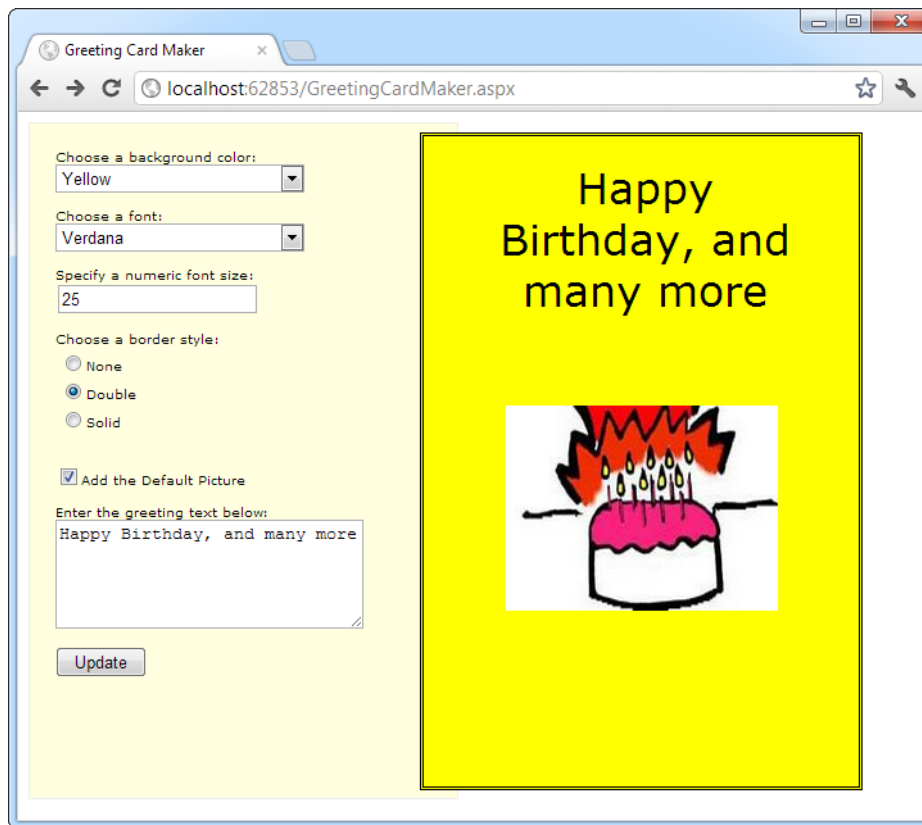 Greeting Card Maker
localhost:62853/GreetingCardMaker.aspx
Choose a background color:
Yellow
Choose a font:
Verdana
Specify a numeric font size:
25
Choose a border style:
None
Double
Solid
Add the Default Picture
Enter the greeting text below:
Happy Birthday, and many more
Update
Happy
Birthday, and
many more